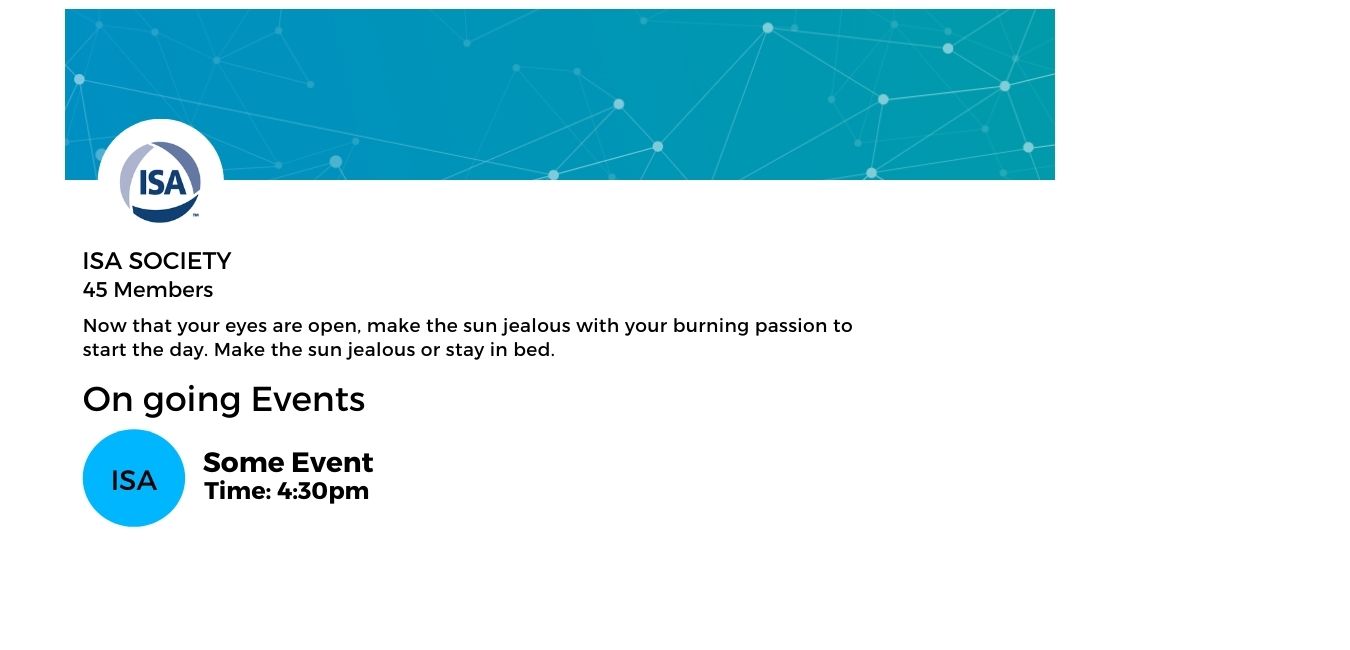 ISA
™
ISA SOCIETY
45 Members
Now that your eyes are open, make the sun jealous with your burning passion to
start the day. Make the sun jealous or stay in bed.
On going Events
ISA
Some Event
Time: 4:30pm